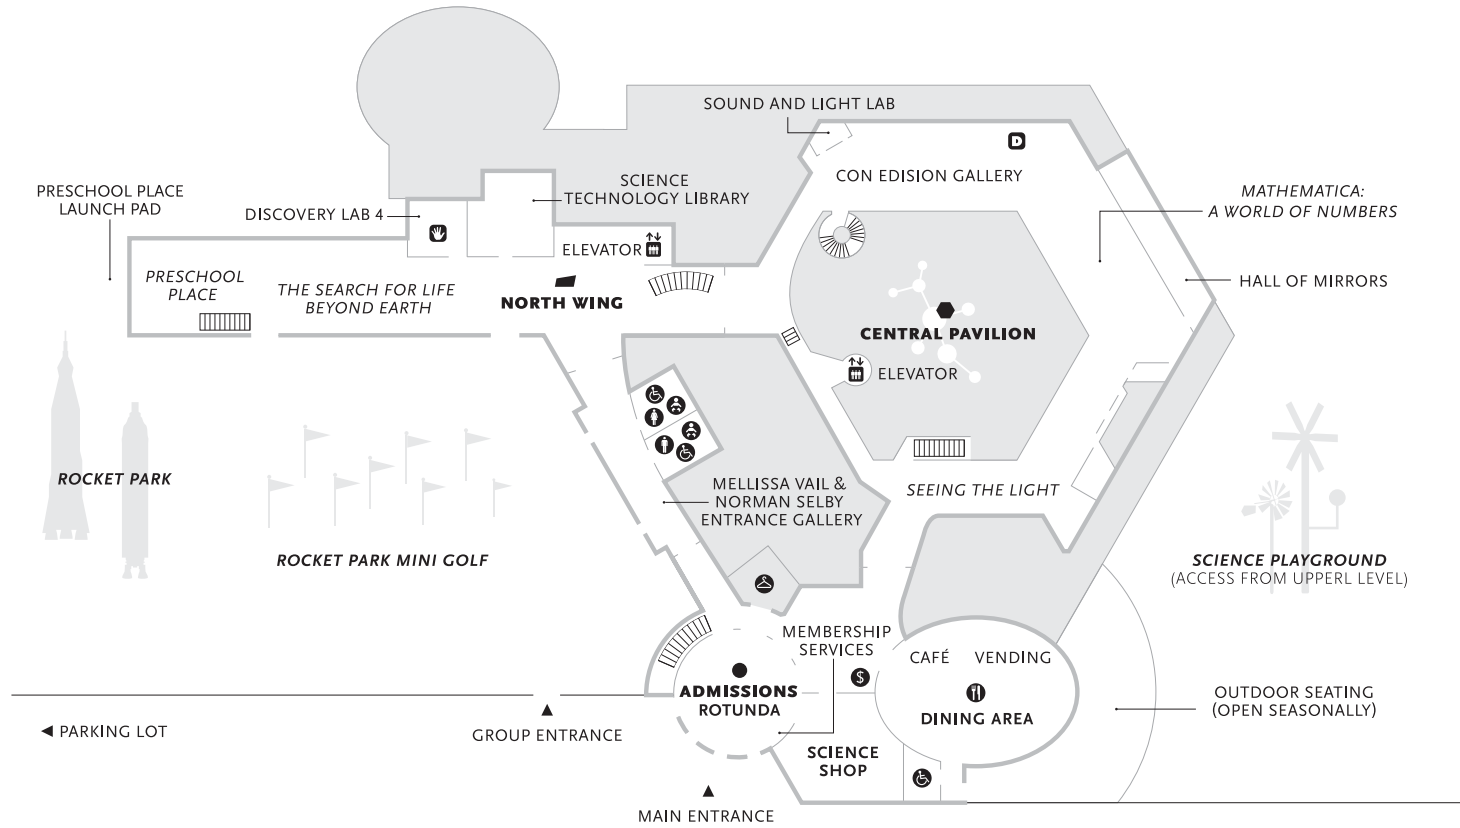 SOUND AND LIGHT LAB
D
CON EDISION GALLERY
SCIENCE
TECHNOLOGY LIBRARY
PRESCHOOL PLACE
LAUNCH PAD
DISCOVERY LAB 4
ELEVATOR
MATHEMATICA:
A WORLD OF NUMBERS
HALL OF MIRRORS
PRESCHOOL
PLACE
THE SEARCH FOR LIFE
BEYOND EARTH
NORTH WING
CENTRAL PAVILION
ELEVATOR
ROCKET PARK
ROCKET PARK MINI GOLF
MELLISSA VAIL &
NORMAN SELBY
ENTRANCE GALLERY
SEEING THE LIGHT
SCIENCE PLAYGROUND
(ACCESS FROM UPPERL LEVEL)
MEMBERSHIP
SERVICES
CAFÉ VENDING
$
ADMISSIONS
ROTUNDA
DINING AREA
OUTDOOR SEATING
(OPEN SEASONALLY)
PARKING LOT
GROUP ENTRANCE
SCIENCE
SHOP
MAIN ENTRANCE